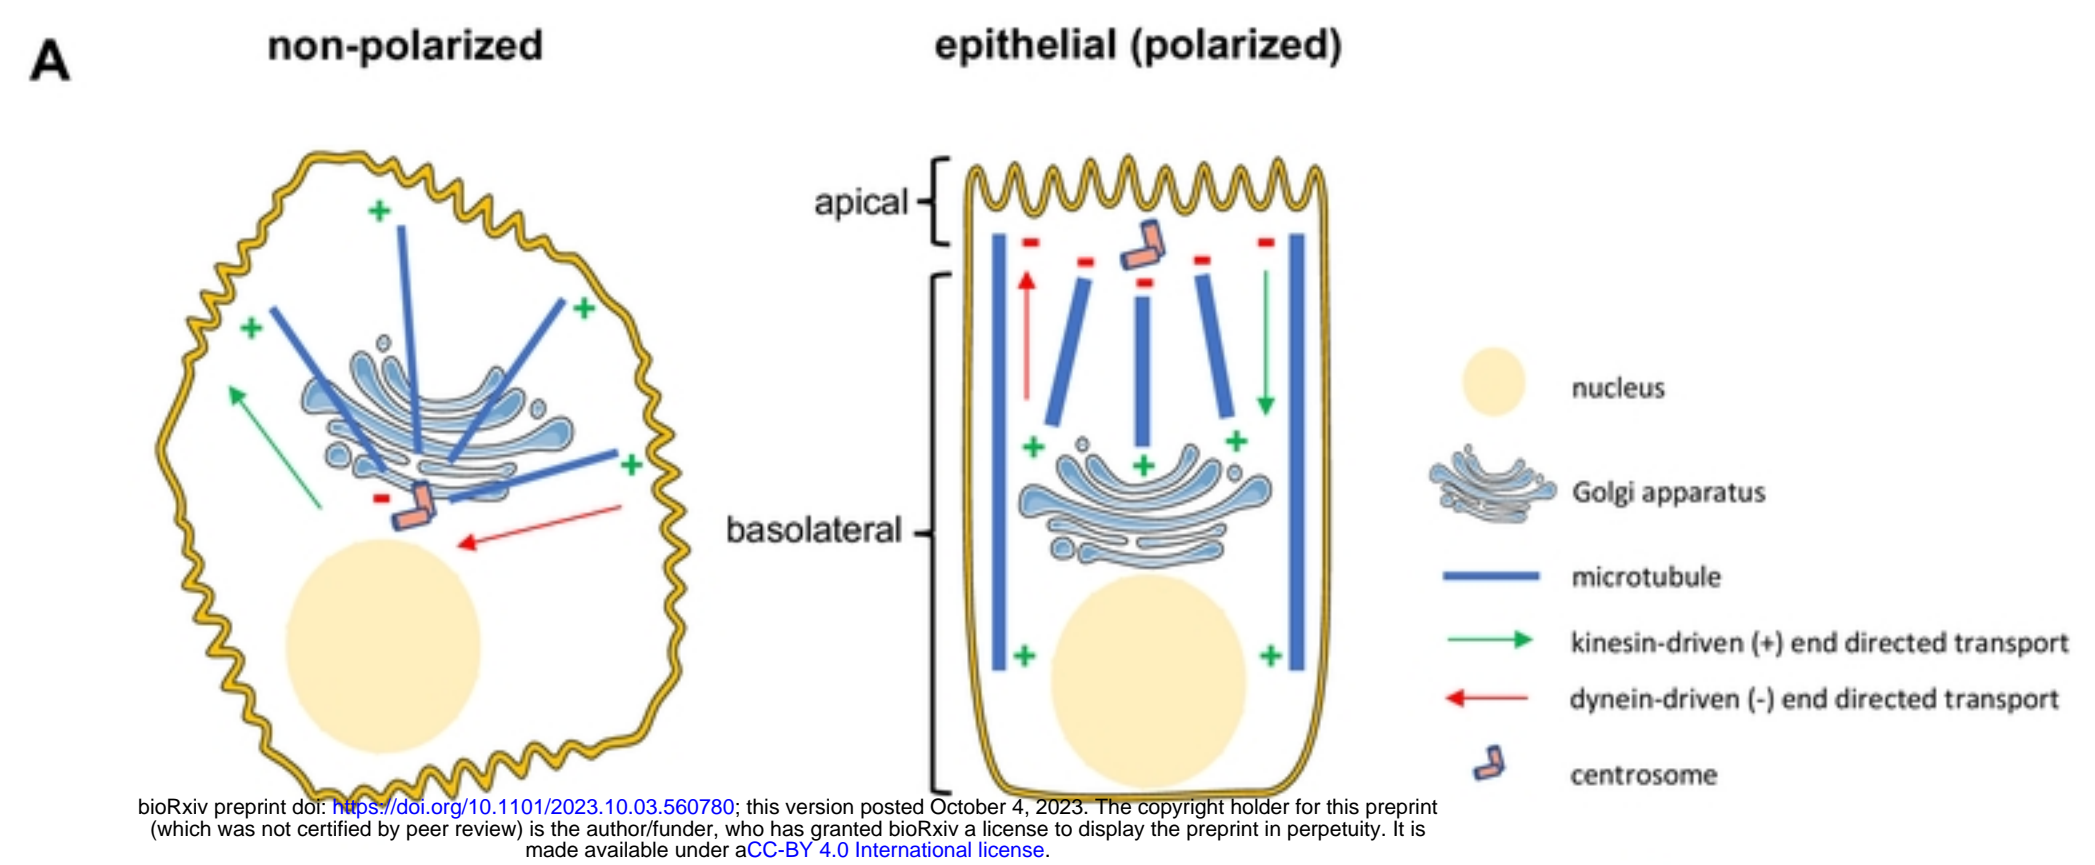 A
non-polarized
epithelial (polarized)
apical
basolateral
+
+
+
+
-
-
-
-
-
-
+
+
+
+
+
nucleus
Golgi apparatus
microtubule
kinesin-driven (+) end directed transport
dynein-driven (-) end directed transport
centrosome
bioRxiv preprint doi: https://doi.org/10.1101/2023.10.03.560780; this version posted October 4, 2023. The copyright holder for this preprint
(which was not certified by peer review) is the author/funder, who has granted bioRxiv a license to display the preprint in perpetuity. It is
made available under aCC-BY 4.0 International license.